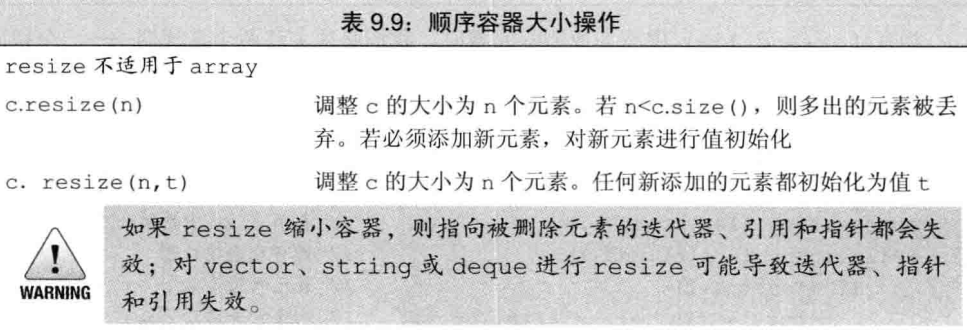 表 9.9：顺序容器大小操作
resize 不适用于 array
c.resize(n) 调整 c 的大小为 n 个元素。若 n<c.size()，则多出的元素被丢
弃。若必须添加新元素，对新元素进行值初始化
c. resize(n,t) 调整 c 的大小为 n 个元素。任何新添加的元素都初始化为值 t
如果 resize 缩小容器，则指向被删除元素的迭代器、引用和指针都会失
效；对 vector、string 或 deque 进行 resize 可能导致迭代器、指针
和引用失效。
WARNING